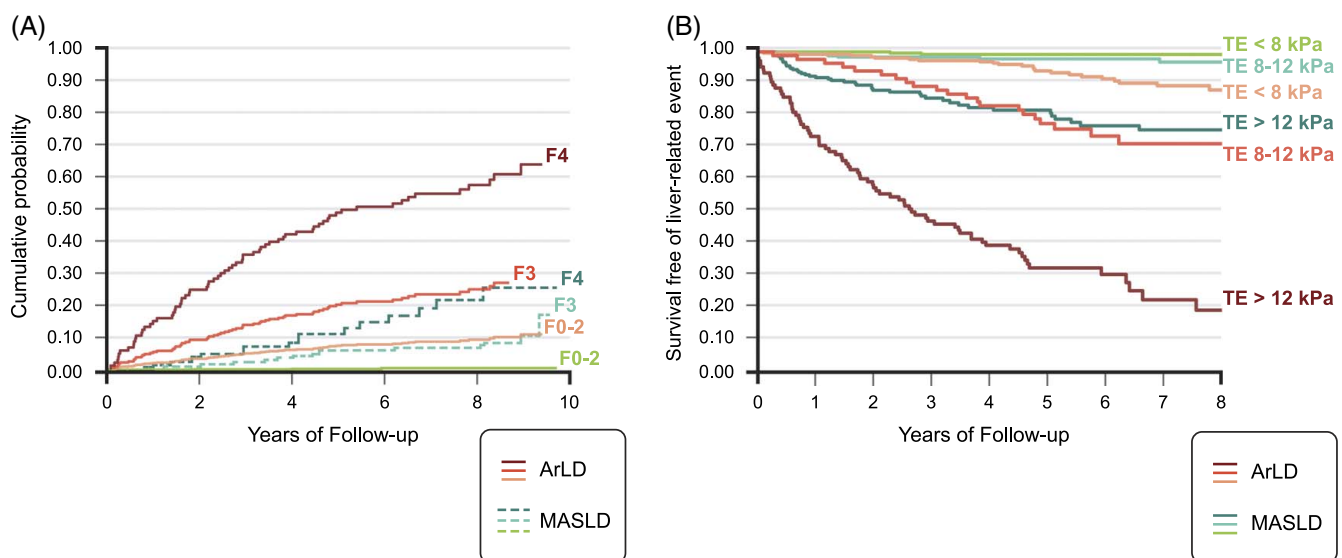 (A)
Cumulative probability
1.00
0.90
0.80
0.70
0.60
0.50
0.40
0.30
0.20
0.10
0.00
F4
F3
F4
F3
F0-2
F0-2
0 2 4 6 8 10
Years of Follow-up
ArLD
MASLD
(B)
Survival free of liver-related event
1.00
0.90
0.80
0.70
0.60
0.50
0.40
0.30
0.20
0.10
0.00
TE < 8 kPa
TE 8-12 kPa
TE < 8 kPa
TE > 12 kPa
TE 8-12 kPa
TE > 12 kPa
0 1 2 3 4 5 6 7 8
Years of Follow-up
ArLD
MASLD